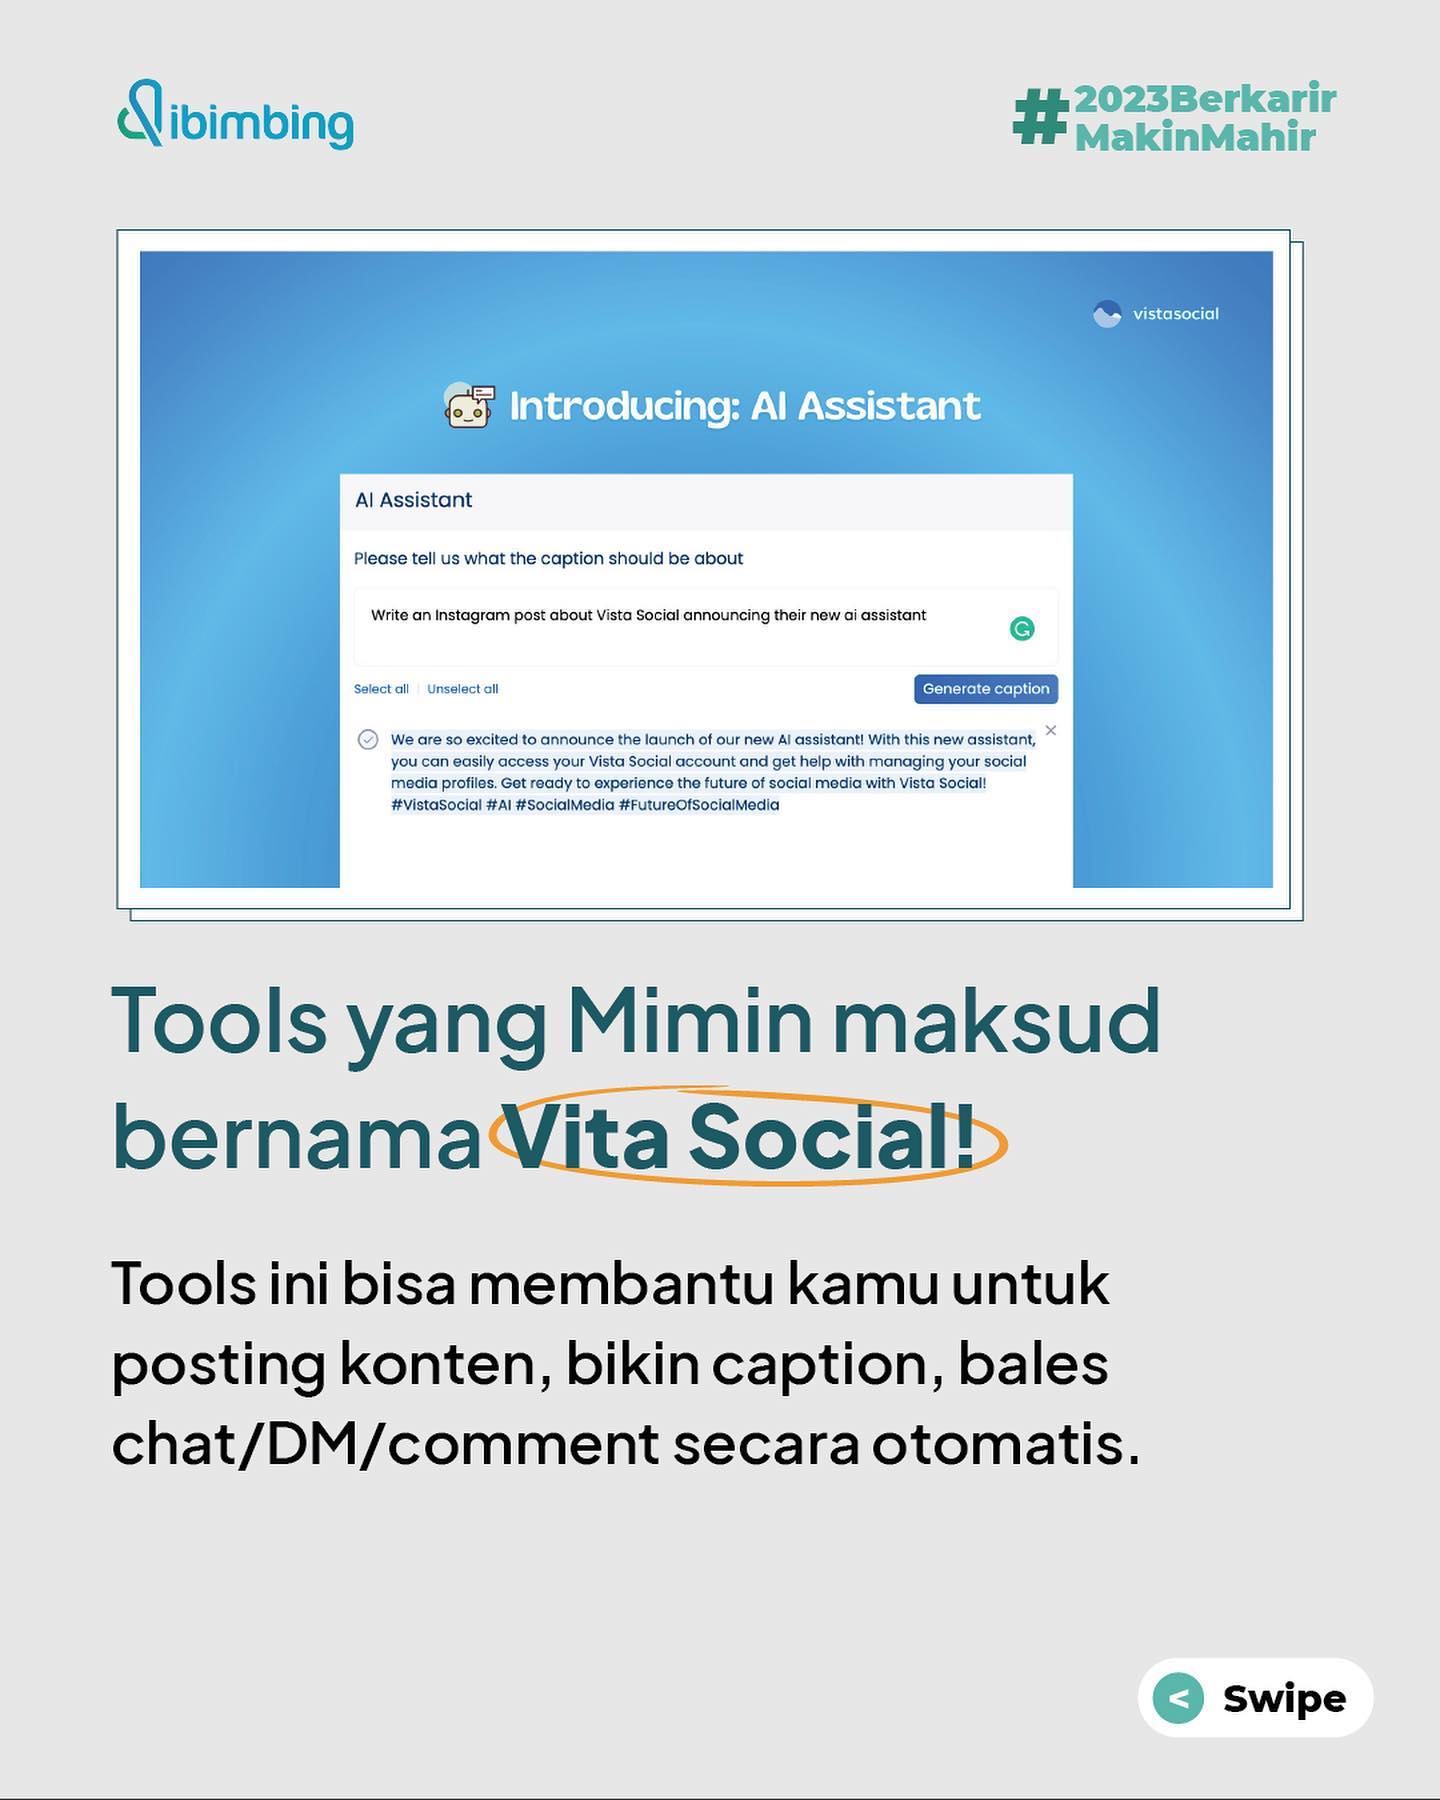 dibimbing
#2023Berkarir
MakinMahir
vistasocial
Introducing: AI Assistant
AI Assistant
Please tell us what the caption should be about
Write an Instagram post about Vista Social announcing their new ai assistant
Select all | Unselect all
Generate caption
We are so excited to announce the launch of our new AI assistant! With this new assistant,
you can easily access your Vista Social account and get help with managing your social
media profiles. Get ready to experience the future of social media with Vista Social!
#VistaSocial #AI #SocialMedia #FutureOfSocialMedia
Tools yang Mimin maksud
bernama Vita Social!
Tools ini bisa membantu kamu untuk
posting konten, bikin caption, bales
chat/DM/comment secara otomatis.
< Swipe